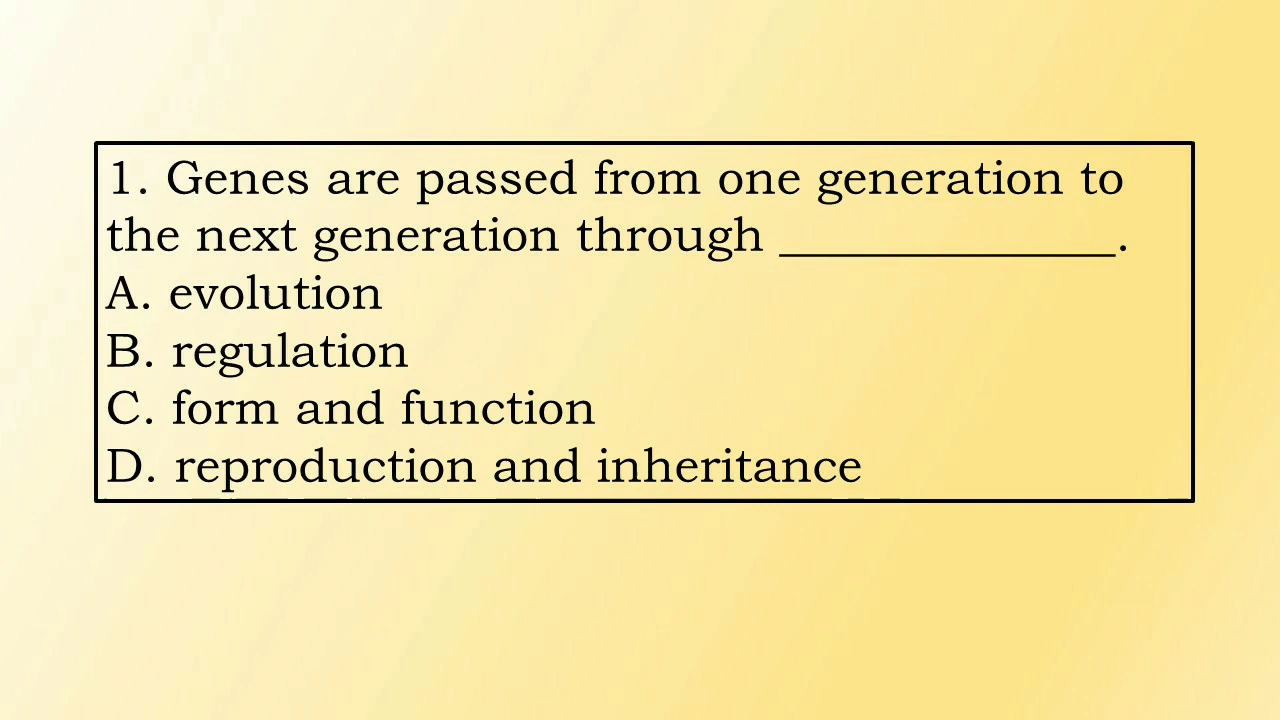 1. Genes are passed from one generation to
the next generation through ______________.
A. evolution
B. regulation
C. form and function
D. reproduction and inheritance